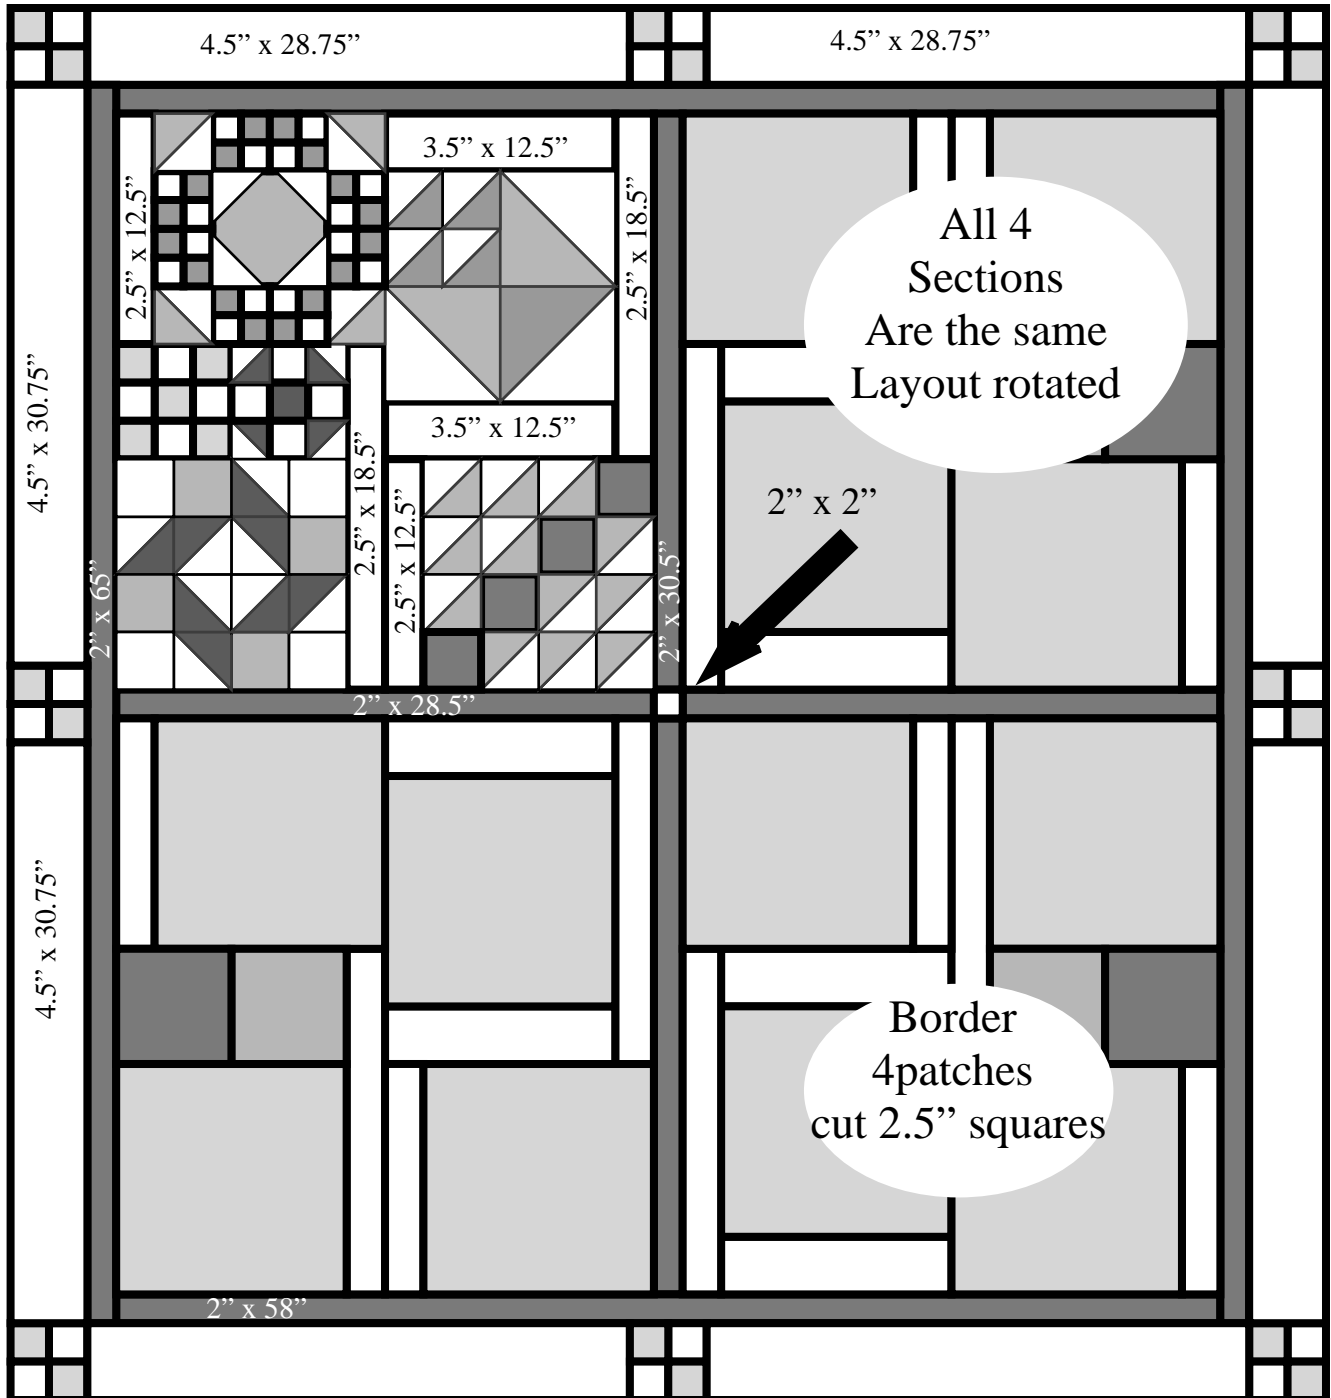 4.5” x 28.75”
4.5” x 28.75”
3.5” x 12.5”
2.5” x 12.5”
2.5” x 18.5”
All 4
Sections
Are the same
Layout rotated
4.5” x 30.75”
3.5” x 12.5”
2.5” x 18.5”
2.5” x 12.5”
2” x 2”
2” x 65”
2” x 30.5”
2” x 28.5”
4.5” x 30.75”
Border
4patches
cut 2.5” squares
2” x 58”